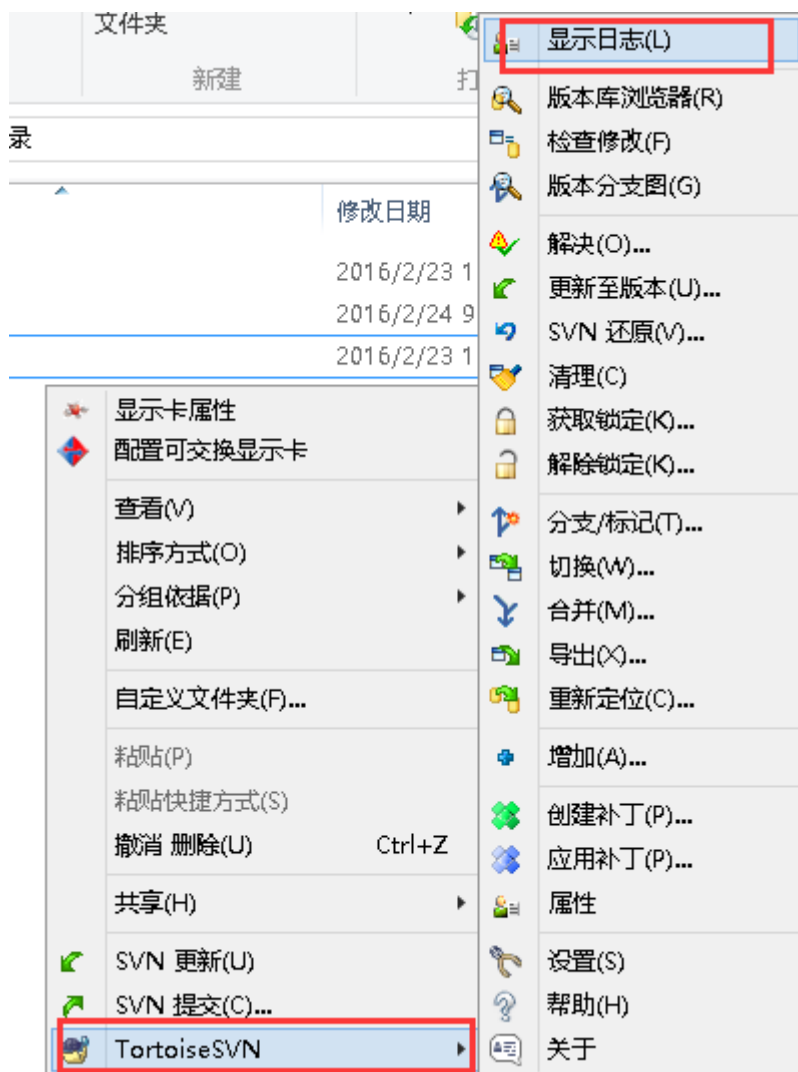 文件夹
新建
打
录
修改日期
2016/2/23 1
2016/2/24 9
2016/2/23 1
显示卡属性
配置可交换显示卡
查看(V)
排序方式(O)
分组依据(P)
刷新(E)
自定义文件夹(F)...
粘贴(P)
粘贴快捷方式(S)
撤消 删除(U) Ctrl+Z
共享(H)
SVN 更新(U)
SVN 提交(C)...
TortoiseSVN
显示日志(L)
版本库浏览器(R)
检查修改(F)
版本分支图(G)
解决(O)...
更新至版本(U)...
SVN 还原(V)...
清理(C)
获取锁定(K)...
解除锁定(K)...
分支/标记(T)...
切换(W)...
合并(M)...
导出(X)...
重新定位(C)...
增加(A)...
创建补丁(P)...
应用补丁(P)...
属性
设置(S)
帮助(H)
关于